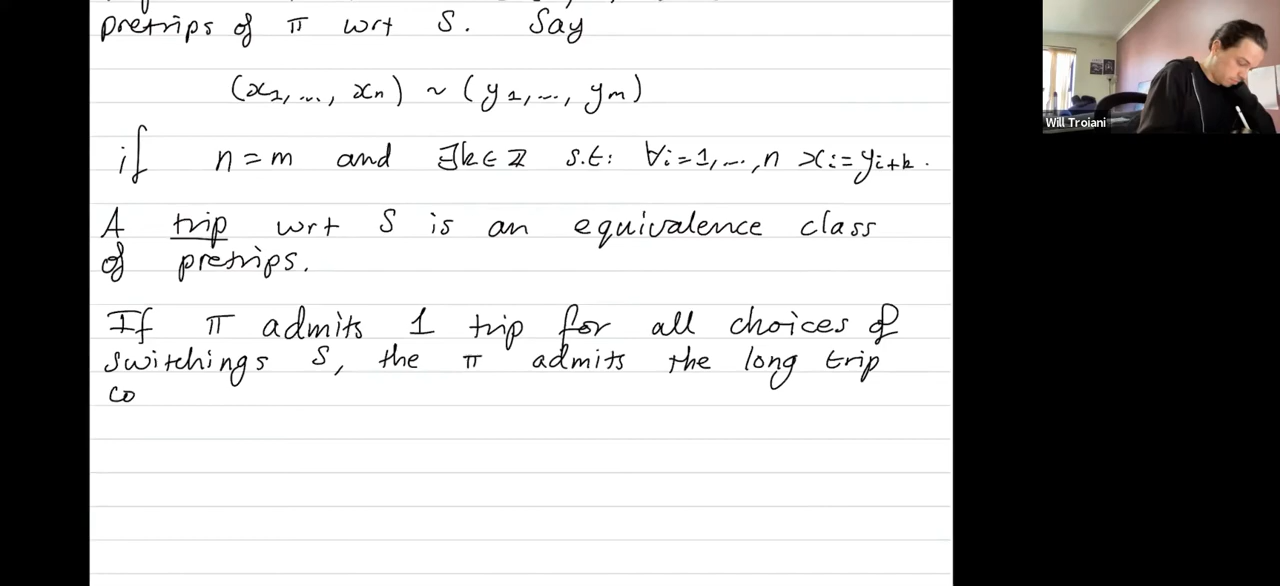 pretrips of π wrt S. Say
(x₁, ..., xₙ) ~ (y₁, ..., yₘ)
if n = m and ∃k∈ℤ s.t: ∀i=1,...,n xᵢ=yᵢ₊ₖ.
A trip wrt S is an equivalence class
of pretrips.
If π admits 1 trip for all choices of
switchings S, the π admits the long trip
co
Will Troiani